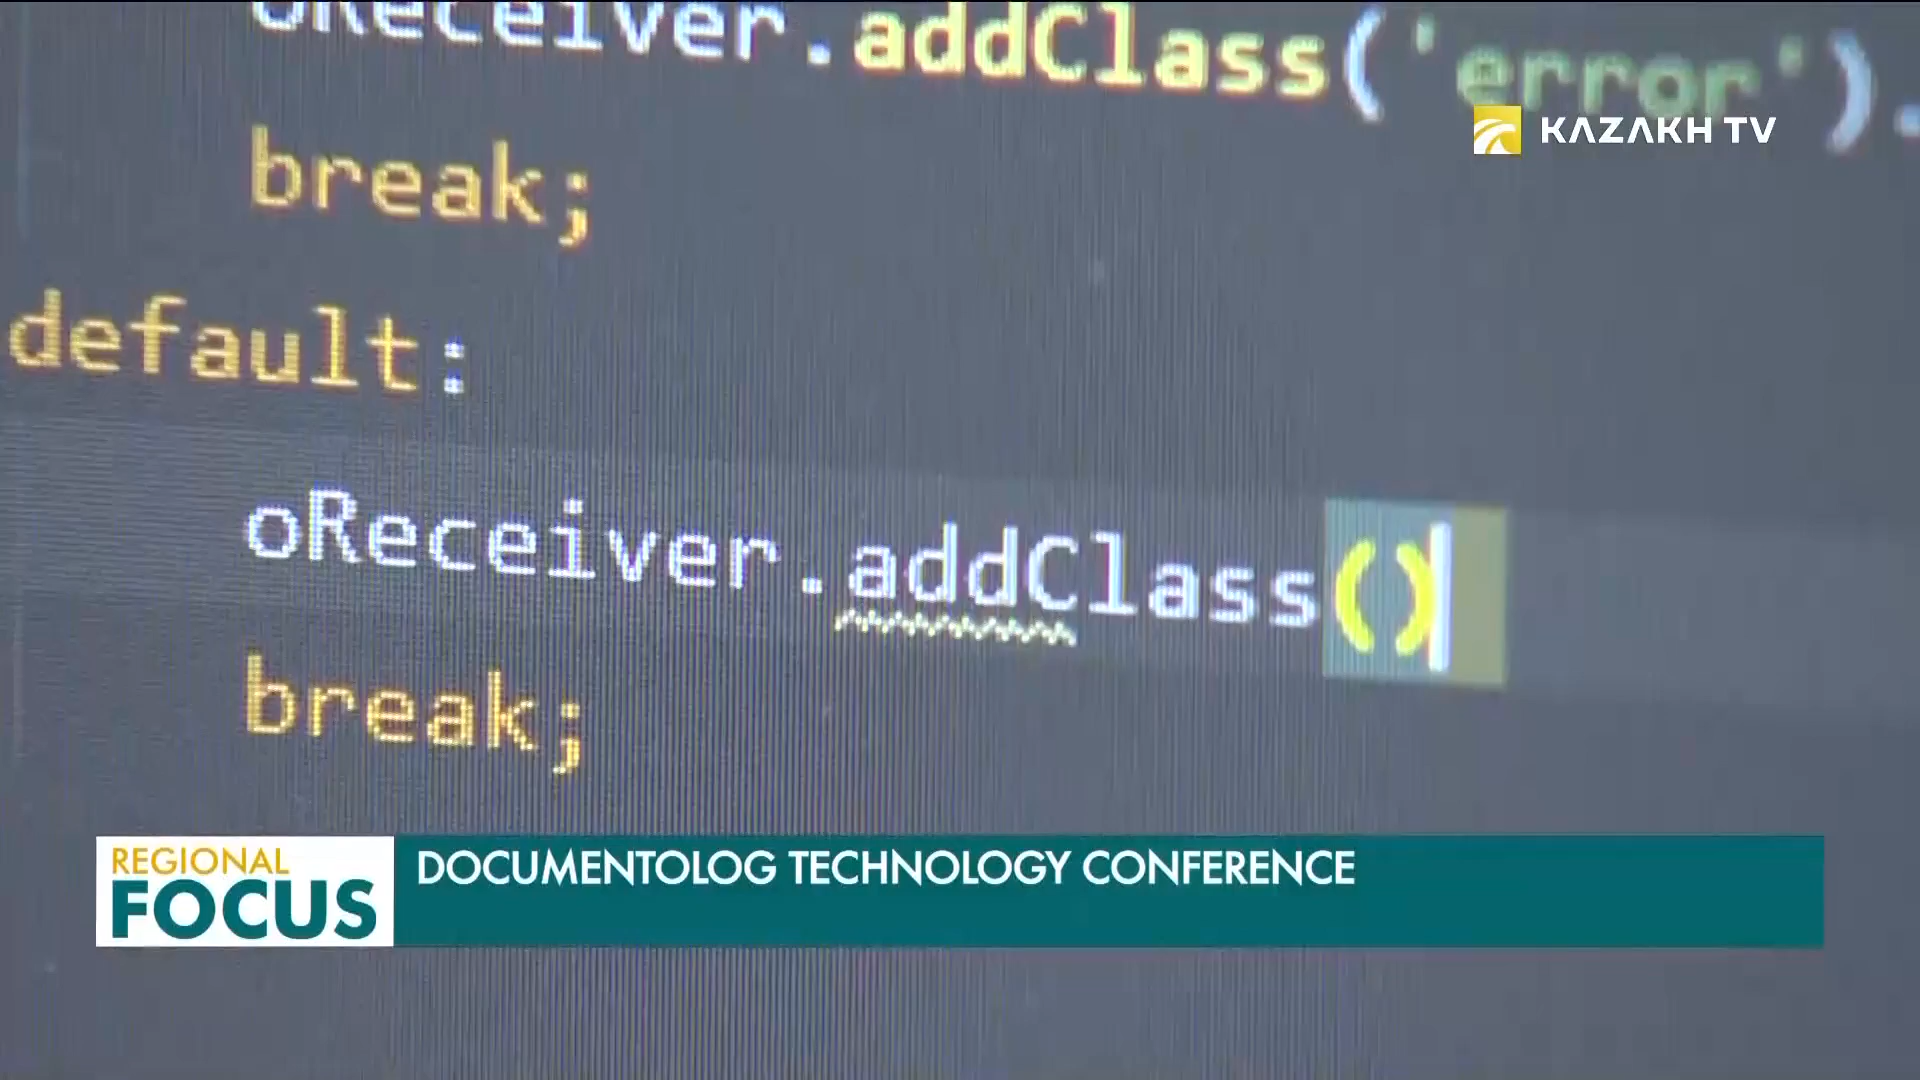 oReceiver.addClass('error').
break;
KAZAKH TV
default:
oReceiver.addClass()
break;
REGIONAL
FOCUS
DOCUMENTOLOG TECHNOLOGY CONFERENCE